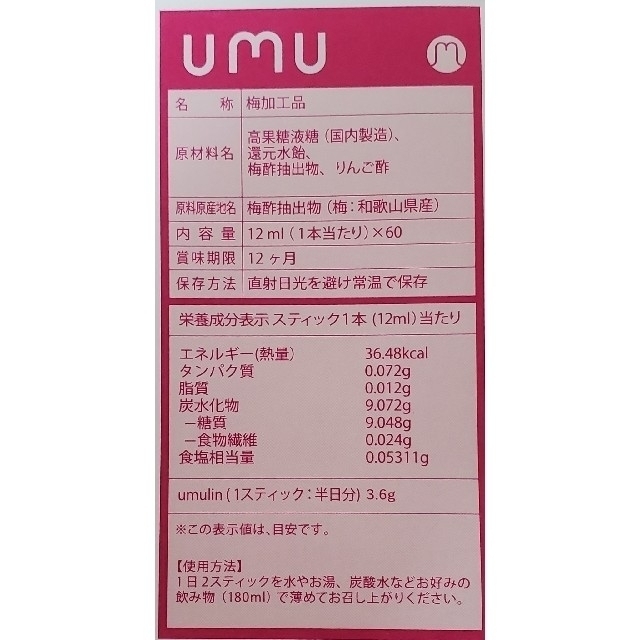 umu
名称 梅加工品
原材料名 高果糖液糖（国内製造）、
還元水飴、
梅酢抽出物、りんご酢
原料原産地名 梅酢抽出物（梅：和歌山県産）
内容量 12ml（1本当たり）×60
賞味期限 12ヶ月
保存方法 直射日光を避け常温で保存
栄養成分表示 スティック1本（12ml）当たり
エネルギー(熱量） 36.48kcal
タンパク質 0.072g
脂質 0.012g
炭水化物 9.072g
－糖質 9.048g
－食物繊維 0.024g
食塩相当量 0.05311g
umulin（1スティック：半日分）3.6g
※この表示値は、目安です。
【使用方法】
1日2スティックを水やお湯、炭酸水などお好みの
飲み物（180ml）で薄めてお召し上がりください。